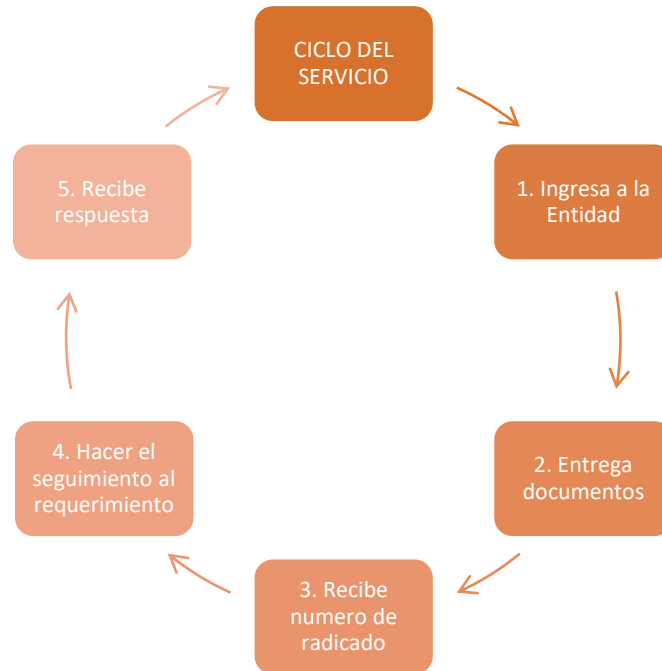 CICLO DEL
SERVICIO
1. Ingresa a la
Entidad
2. Entrega
documentos
3. Recibe
numero de
radicado
4. Hacer el
seguimiento al
requerimiento
5. Recibe
respuesta